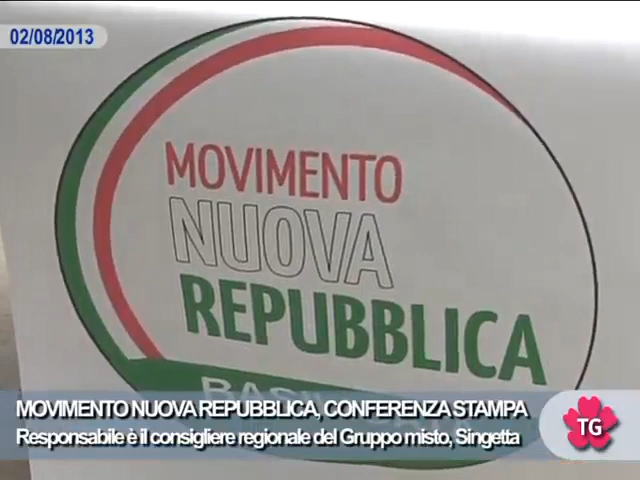 02/08/2013
MOVIMENTO
NUOVA
REPUBBLICA
MOVIMENTO NUOVA REPUBBLICA, CONFERENZA STAMPA
Responsabile è il consigliere regionale del Gruppo misto, Singetta
TG